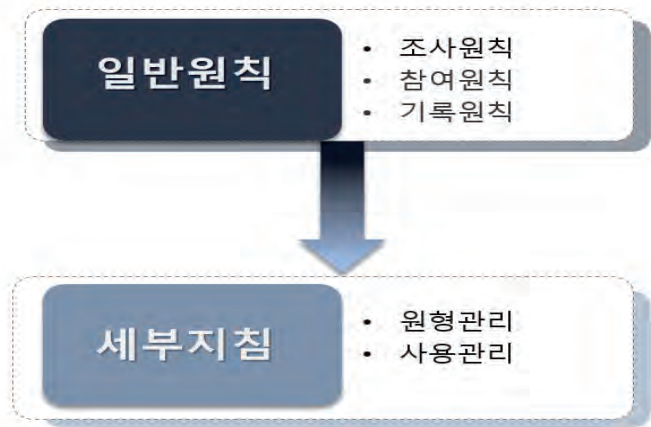 일반원칙
• 조사원칙
• 참여원칙
• 기록원칙
세부지침
• 원형관리
• 사용관리